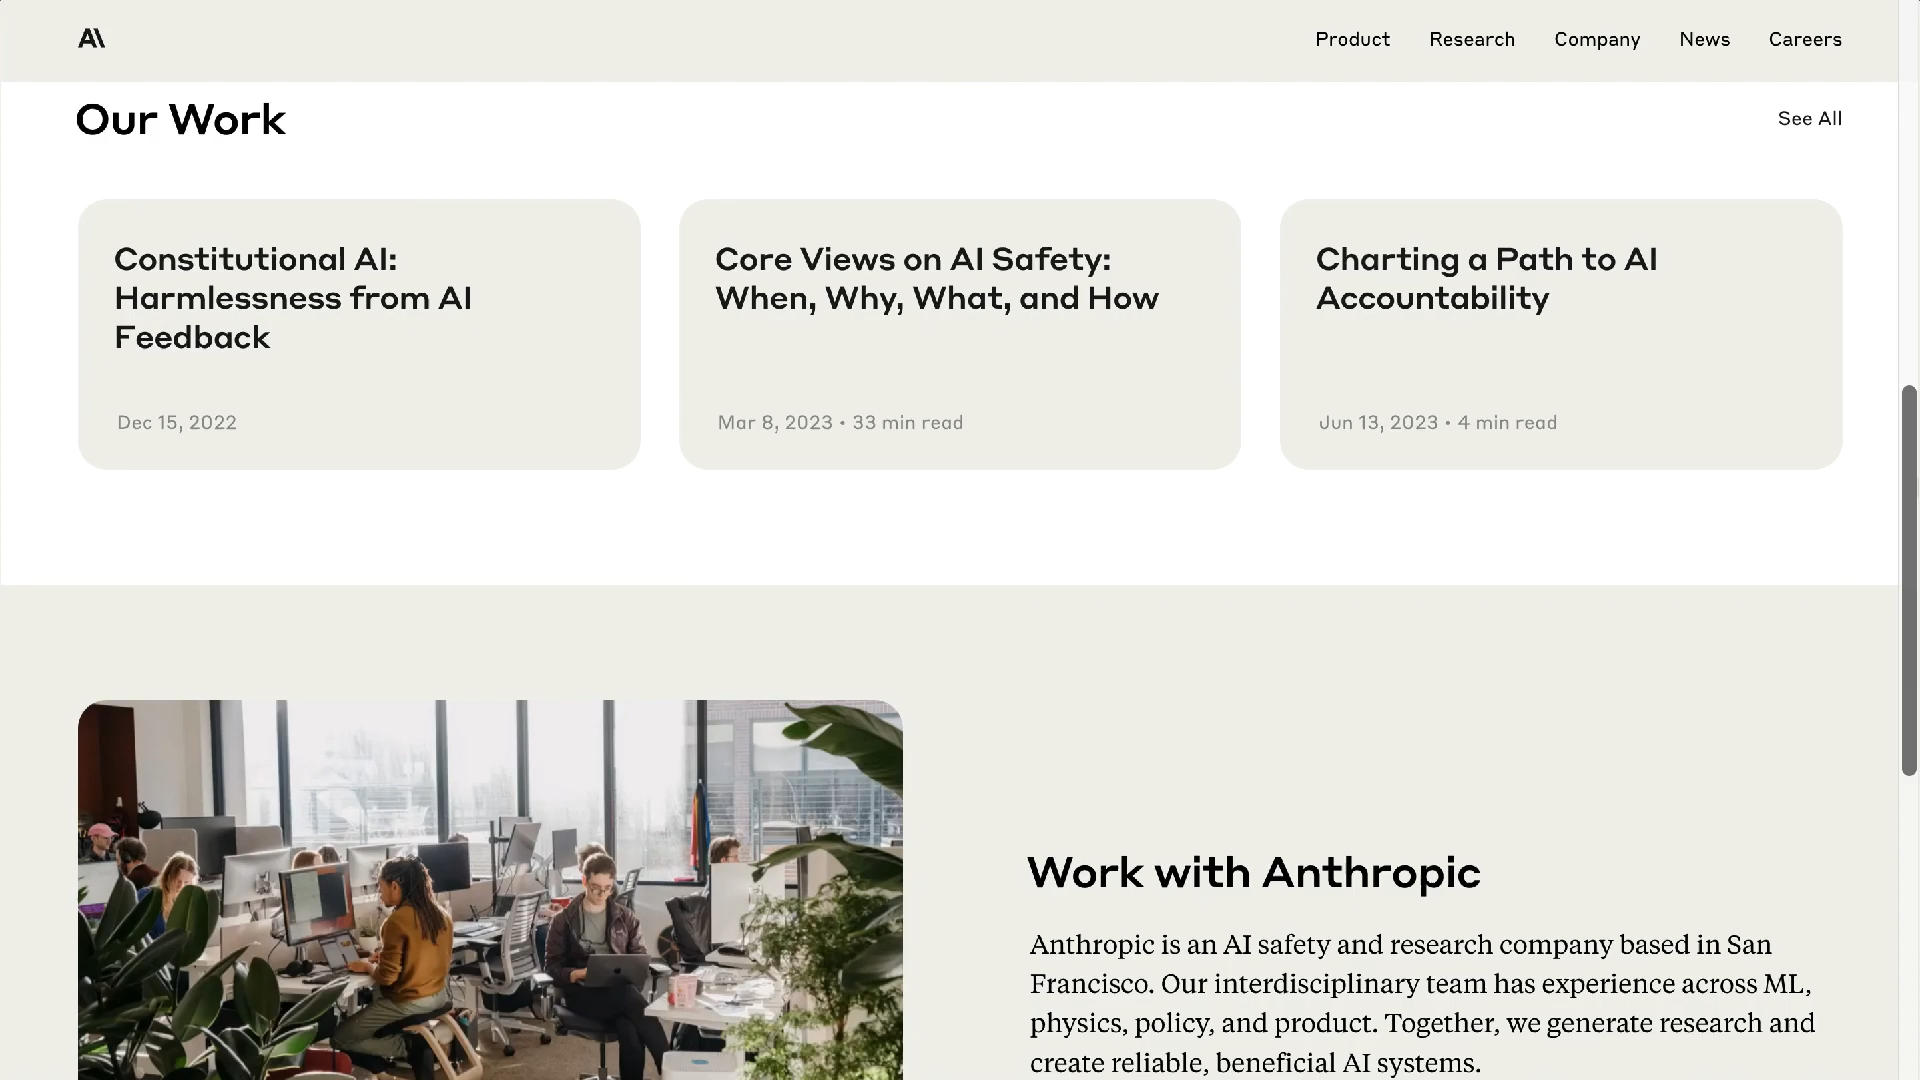 A\
Product
Research
Company
News
Careers
Our Work
See All
Constitutional AI:
Harmlessness from AI
Feedback
Dec 15, 2022
Core Views on AI Safety:
When, Why, What, and How
Mar 8, 2023 • 33 min read
Charting a Path to AI
Accountability
Jun 13, 2023 • 4 min read
Work with Anthropic
Anthropic is an AI safety and research company based in San
Francisco. Our interdisciplinary team has experience across ML,
physics, policy, and product. Together, we generate research and
create reliable, beneficial AI systems.